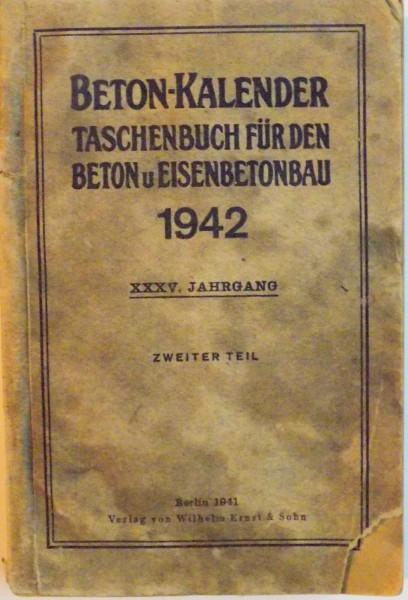 BETON-KALENDER
TASCHENBUCH FÜR DEN
BETON u EISENBETONBAU
1942
XXXV. JAHRGANG
ZWEITER TEIL
Berlin 1941
Verlag von Wilhelm Ernst & Sohn